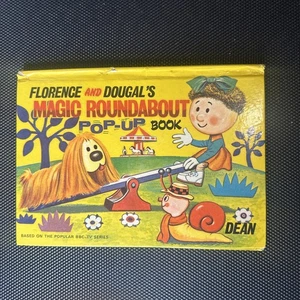 FLORENCE AND DOUGAL'S
MAGIC ROUNDABOUT
POP-UP BOOK
DEAN
BASED ON THE POPULAR BBC-TV SERIES